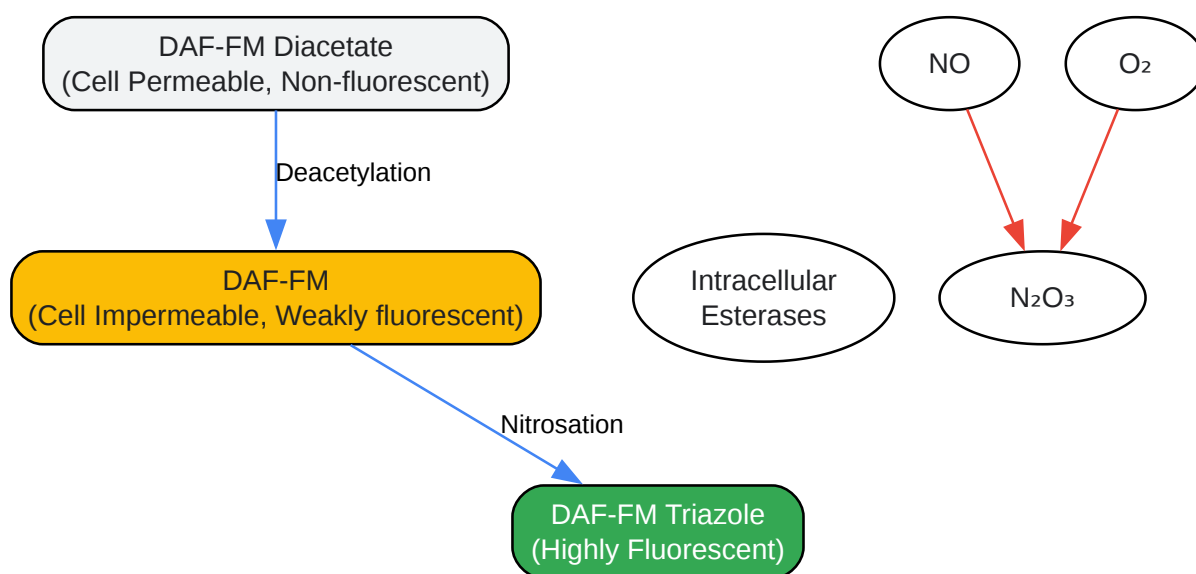 DAF-FM Diacetate
(Cell Permeable, Non-fluorescent)
NO
O₂
Deacetylation
DAF-FM
(Cell Impermeable, Weakly fluorescent)
Intracellular
Esterases
N₂O₃
Nitrosation
DAF-FM Triazole
(Highly Fluorescent)